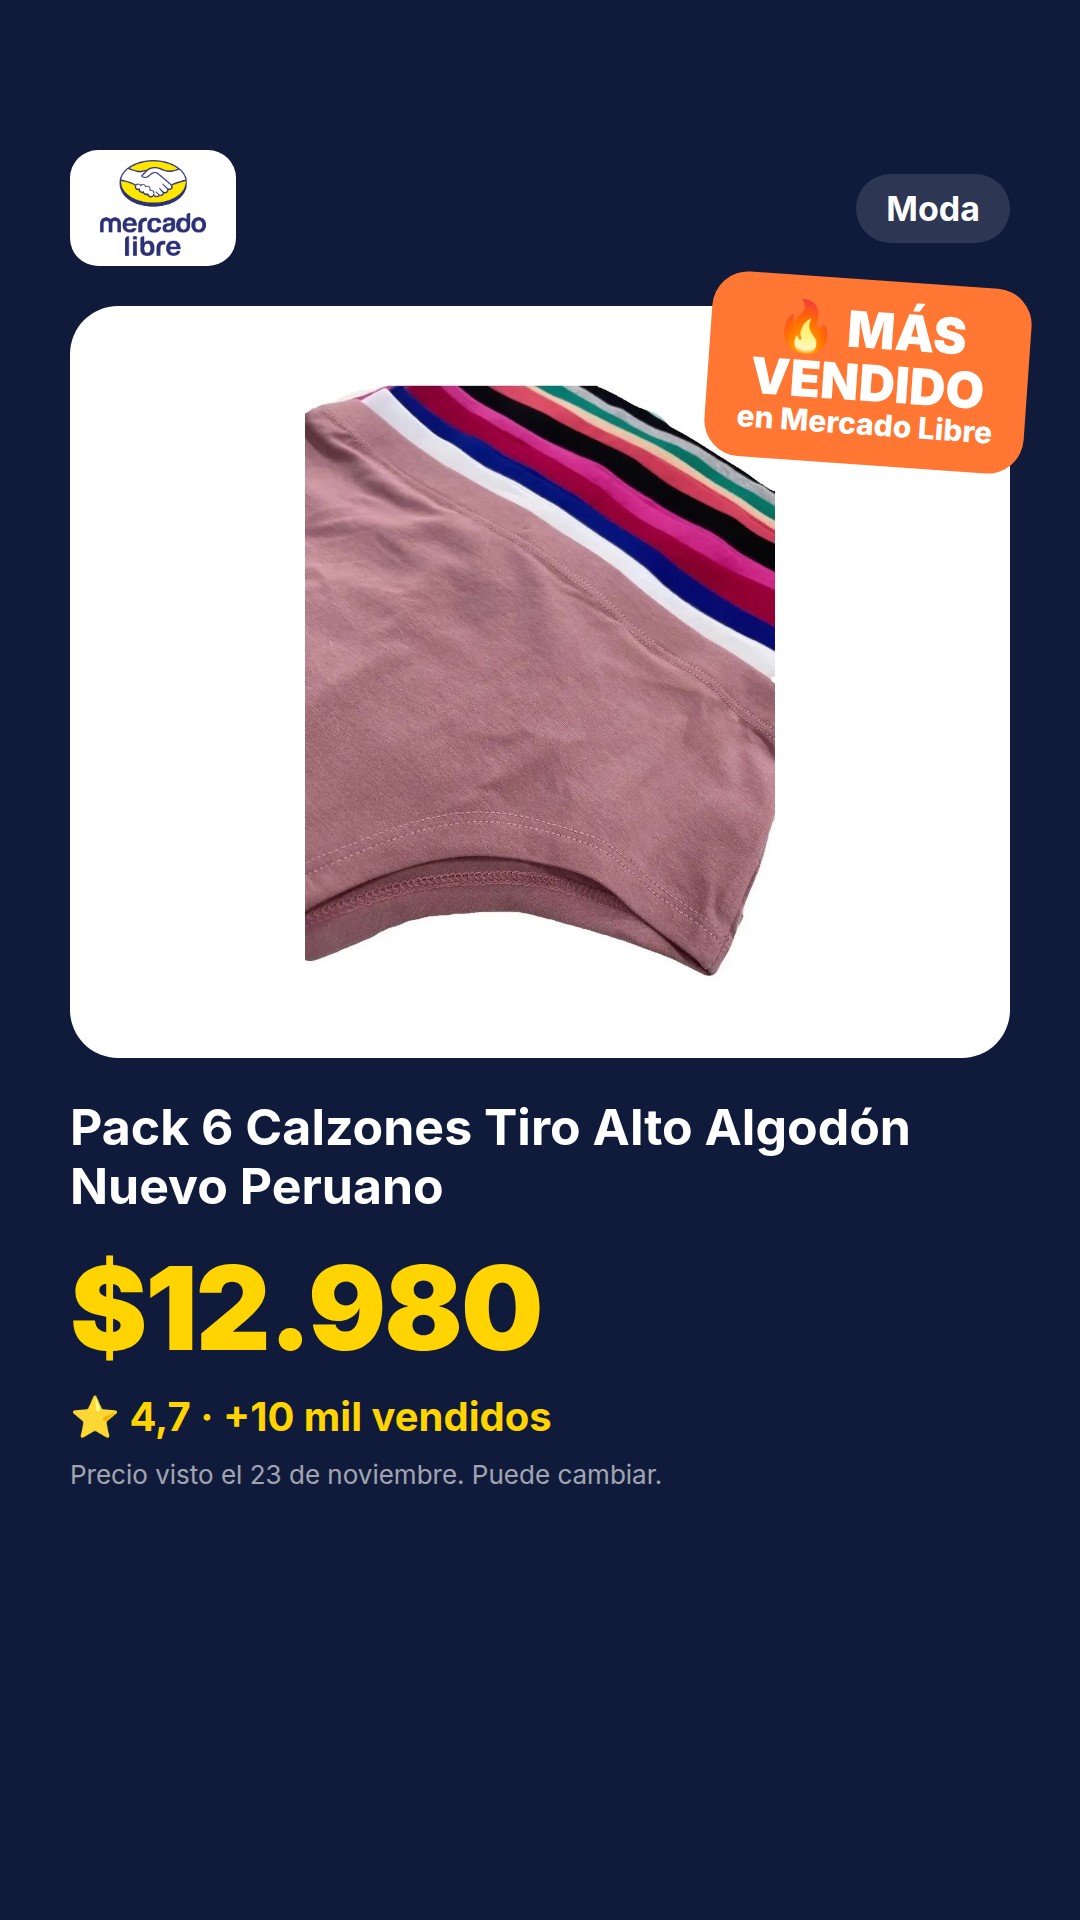 mercado
libre
Moda
🔥 MÁS
VENDIDO
en Mercado Libre
Pack 6 Calzones Tiro Alto Algodón
Nuevo Peruano
$12.980
⭐ 4,7 · +10 mil vendidos
Precio visto el 23 de noviembre. Puede cambiar.